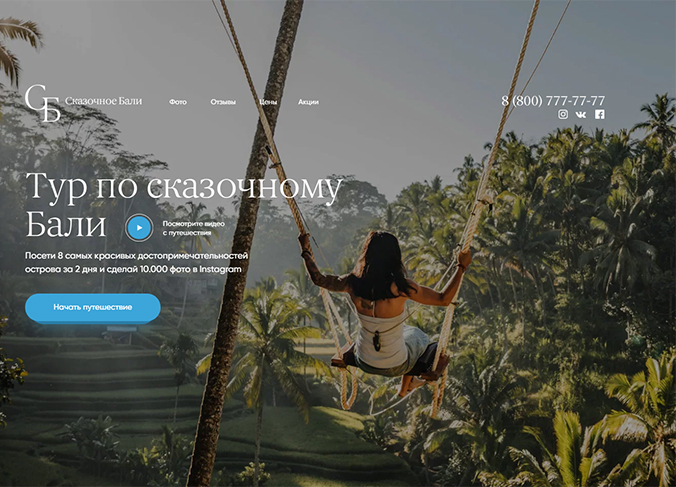 СБ Сказочное Бали Фото Отзывы Цены Акции 8 (800) 777-77-77
Тур по сказочному
Бали
Посмотрите видео
с путешествия
Посети 8 самых красивых достопримечательностей
острова за 2 дня и сделай 10.000 фото в Instagram
Начать путешествие